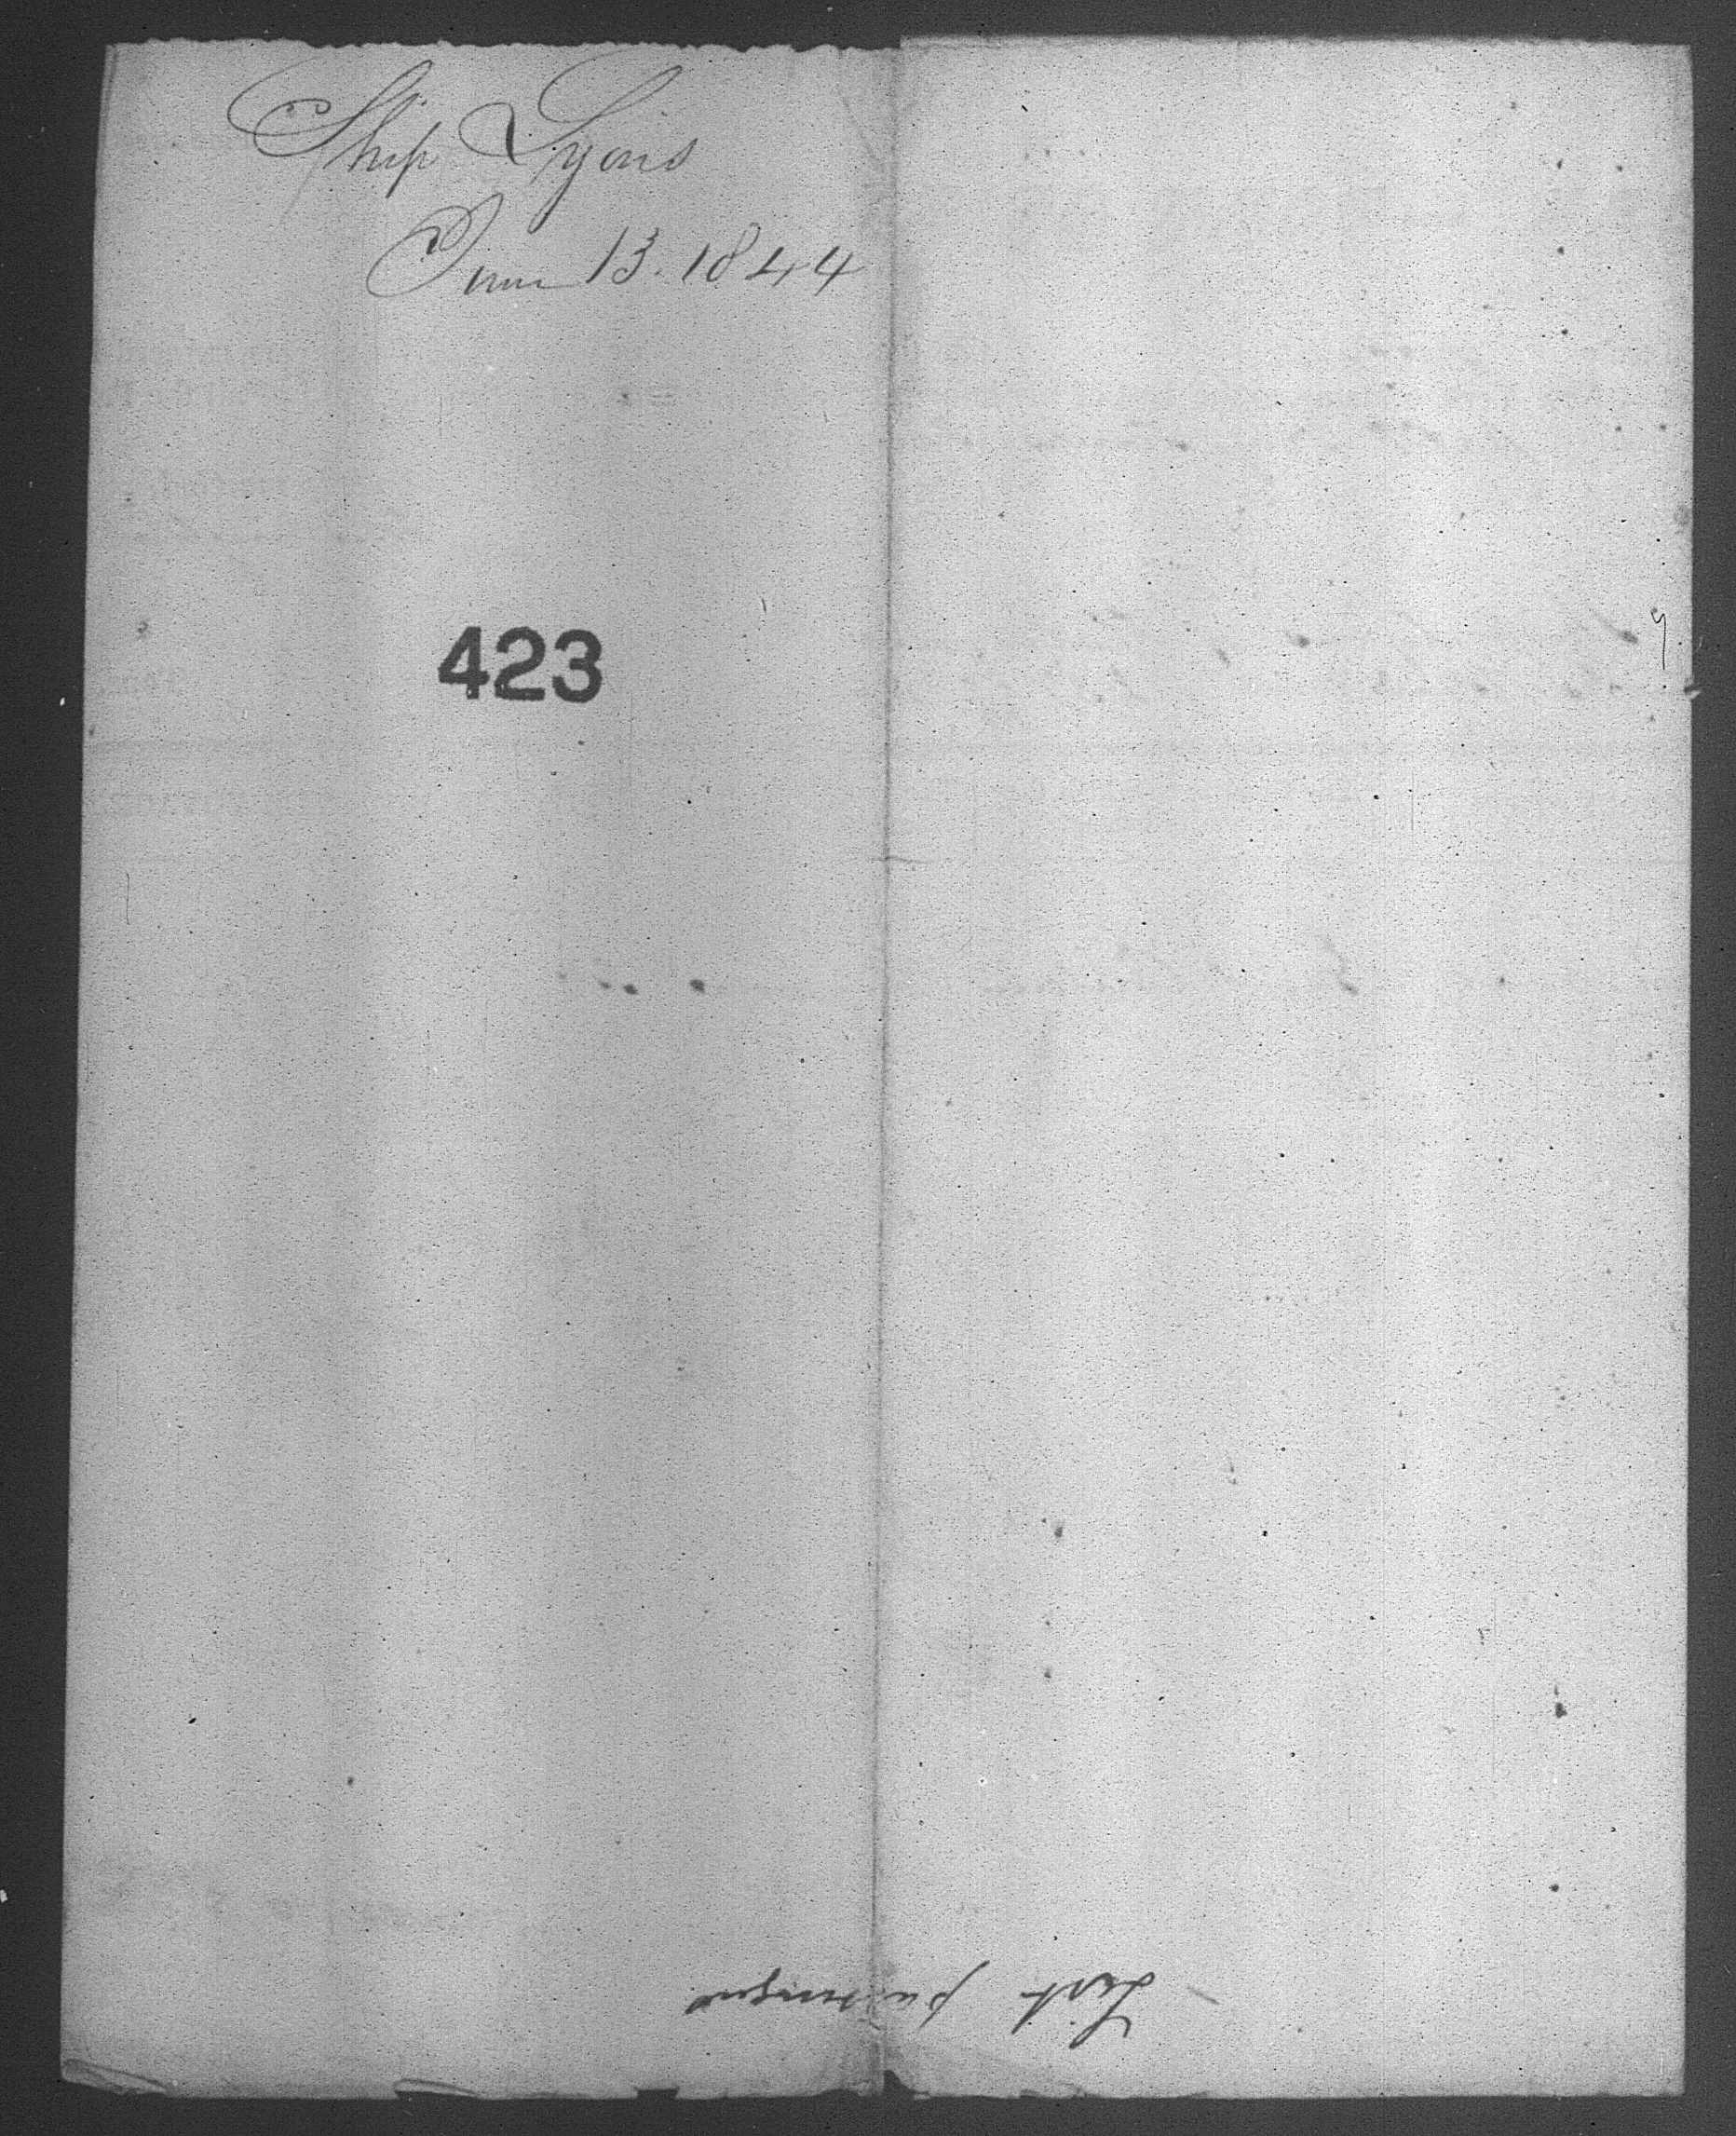 Ship Lyons
June 13. 1844
423
List passengers